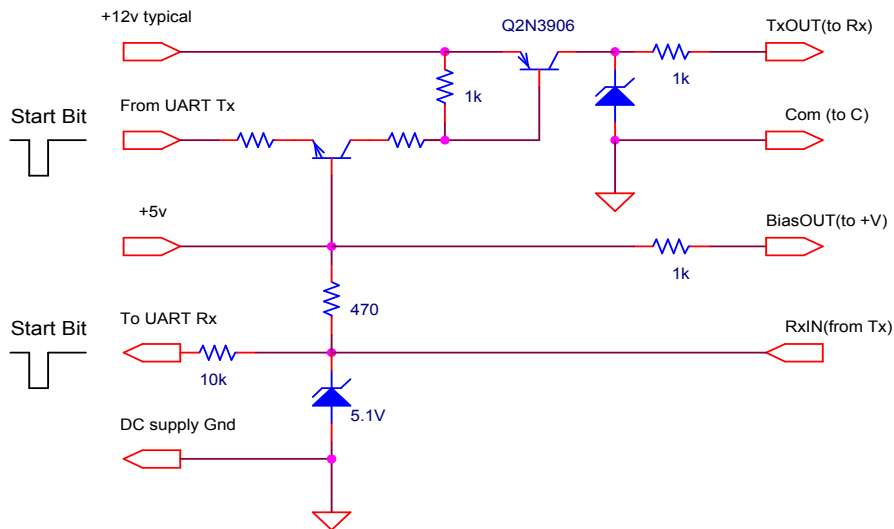 +12v typical
Q2N3906
TxOUT(to Rx)
1k
1k
Start Bit
From UART Tx
Com (to C)
+5v
BiasOUT(to +V)
1k
470
Start Bit
To UART Rx
RxIN(from Tx)
10k
5.1V
DC supply Gnd